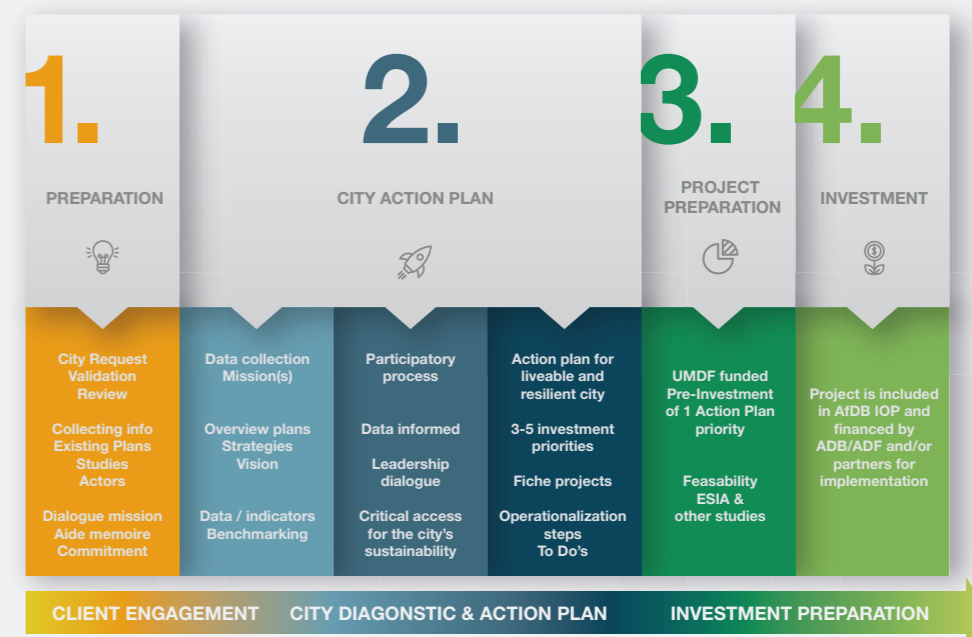 1.
PREPARATION
2.
CITY ACTION PLAN
3.
PROJECT
PREPARATION
4.
INVESTMENT
$
City Request
Validation
Review
Collecting info
Existing Plans
Studies
Actors
Dialogue mission
Aide memoire
Commitment
Data collection
Mission(s)
Overview plans
Strategies
Vision
Data / indicators
Benchmarking
Participatory
process
Data informed
Leadership
dialogue
Critical access
for the city's
sustainability
Action plan for
liveable and
resilient city
3-5 investment
priorities
Fiche projects
Operationalization
steps
To Do's
UMDF funded
Pre-Investment
of 1 Action Plan
priority
Feasability
ESIA &
other studies
Project is included
in AfDB IOP and
financed by
ADB/ADF and/or
partners for
implementation
CLIENT ENGAGEMENT
CITY DIAGONSTIC & ACTION PLAN
INVESTMENT PREPARATION